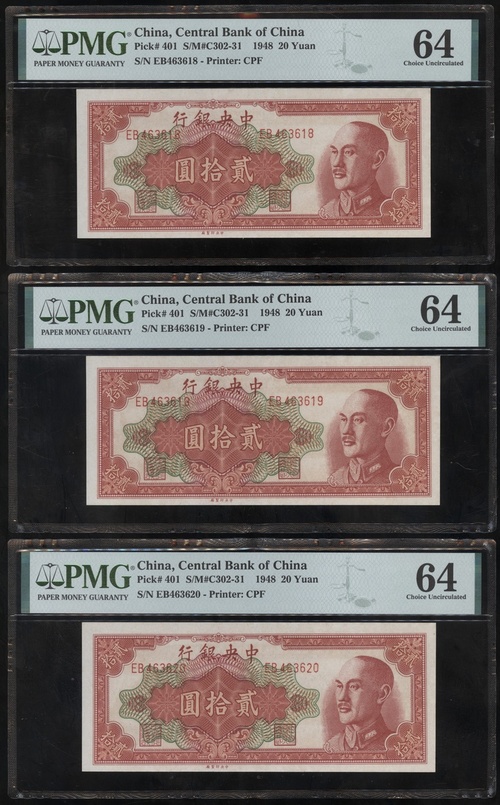 PMG
PAPER MONEY GUARANTY
China, Central Bank of China
Pick# 401 S/M#C302-31 1948 20 Yuan
S/N EB463618 - Printer: CPF
64
Choice Uncirculated
行銀央中
EB463618 EB463618
圓拾貳
PMG
PAPER MONEY GUARANTY
China, Central Bank of China
Pick# 401 S/M#C302-31 1948 20 Yuan
S/N EB463619 - Printer: CPF
64
Choice Uncirculated
行銀央中
EB463619 EB463619
圓拾貳
PMG
PAPER MONEY GUARANTY
China, Central Bank of China
Pick# 401 S/M#C302-31 1948 20 Yuan
S/N EB463620 - Printer: CPF
64
Choice Uncirculated
行銀央中
EB463620 EB463620
圓拾貳